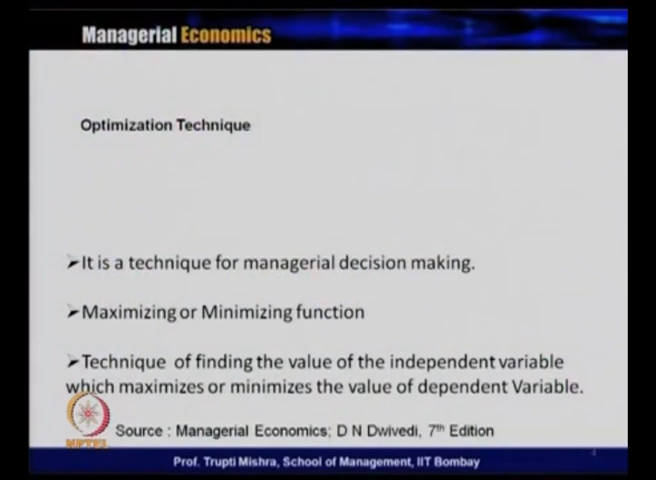 Managerial Economics
Optimization Technique
➢It is a technique for managerial decision making.
➢Maximizing or Minimizing function
➢Technique of finding the value of the independent variable
which maximizes or minimizes the value of dependent Variable.
NPTEL
Source : Managerial Economics; D N Dwivedi, 7th Edition
Prof. Trupti Mishra, School of Management, IIT Bombay
4